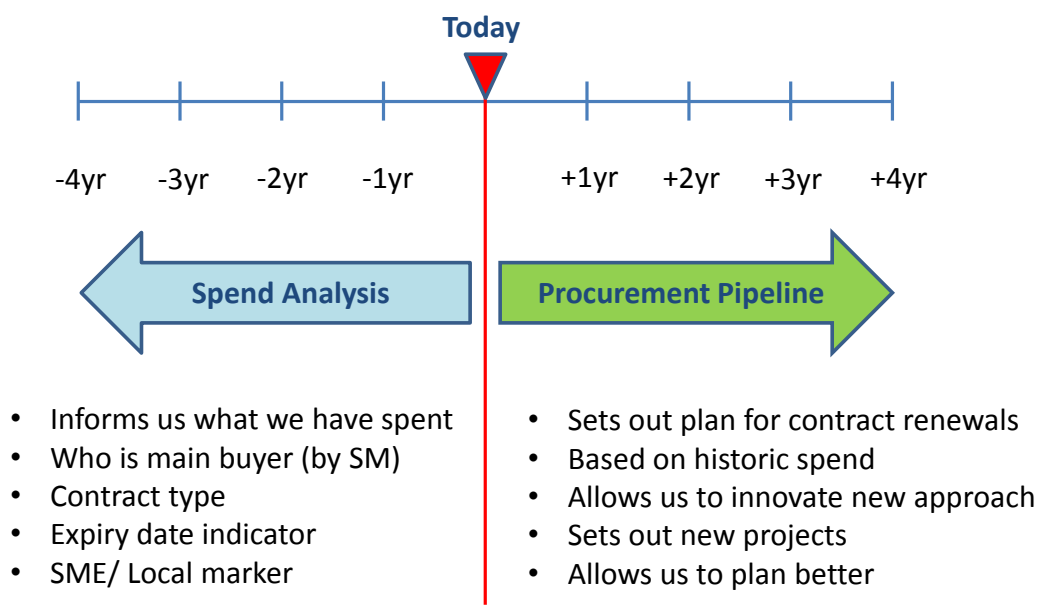 Today
-4yr -3yr -2yr -1yr +1yr +2yr +3yr +4yr
Spend Analysis
Procurement Pipeline
• Informs us what we have spent
• Who is main buyer (by SM)
• Contract type
• Expiry date indicator
• SME/ Local marker
• Sets out plan for contract renewals
• Based on historic spend
• Allows us to innovate new approach
• Sets out new projects
• Allows us to plan better